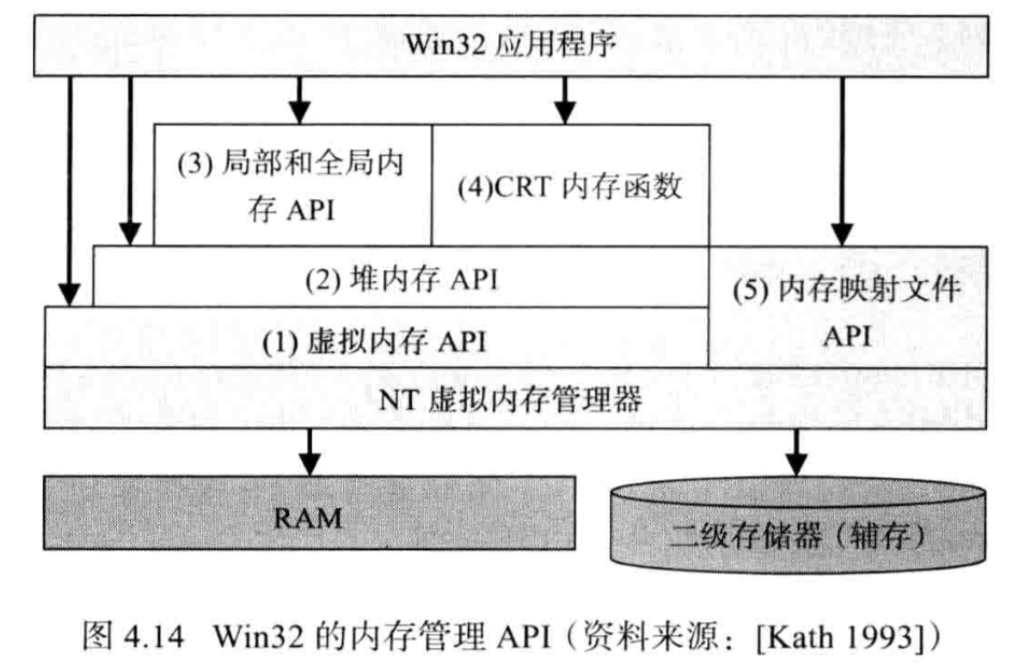 Win32 应用程序
(3) 局部和全局内
存 API
(4)CRT 内存函数
(2) 堆内存 API
(5) 内存映射文件
API
(1) 虚拟内存 API
NT 虚拟内存管理器
RAM
二级存储器（辅存）
图 4.14 Win32 的内存管理 API（资料来源：[Kath 1993]）